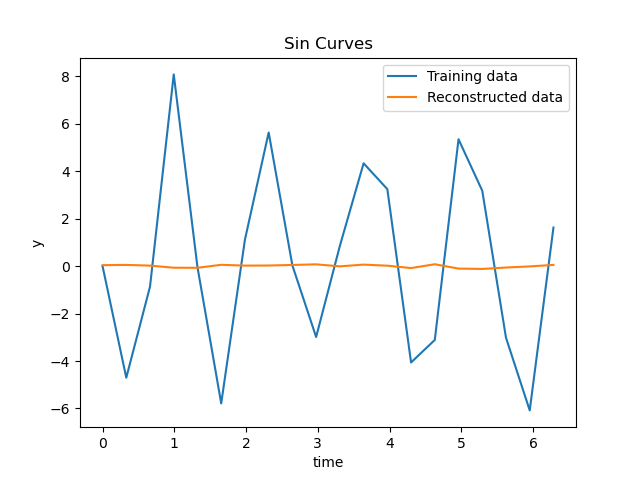 Sin Curves
Training data
Reconstructed data
8
6
4
2
0
−2
−4
−6
y
0 1 2 3 4 5 6
time